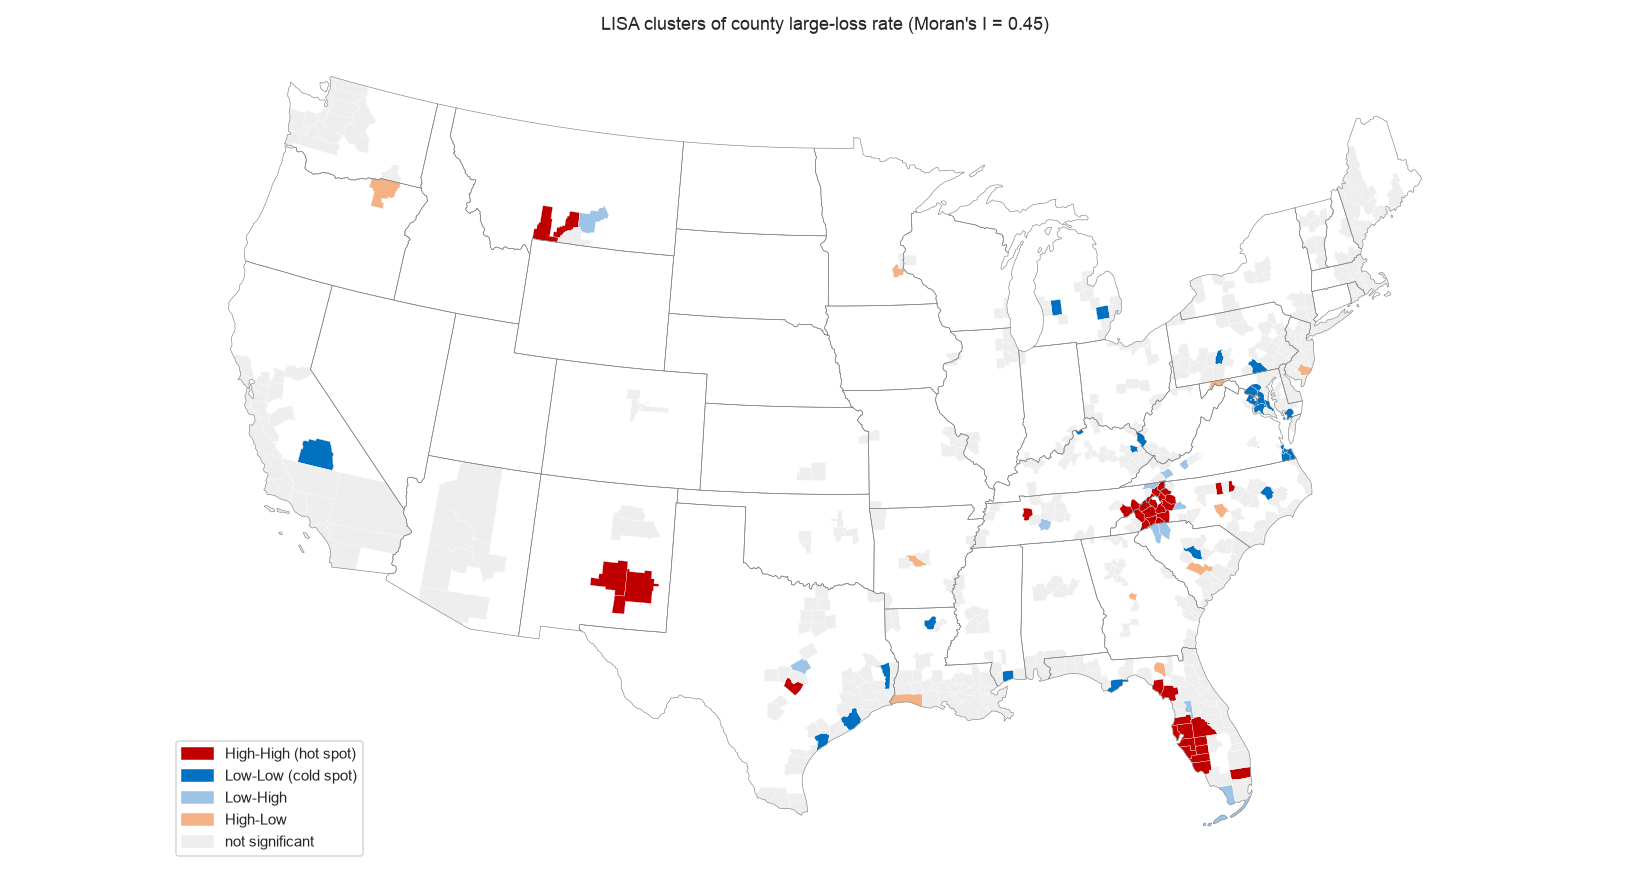 LISA clusters of county large-loss rate (Moran's I = 0.45)
High-High (hot spot)
Low-Low (cold spot)
Low-High
High-Low
not significant